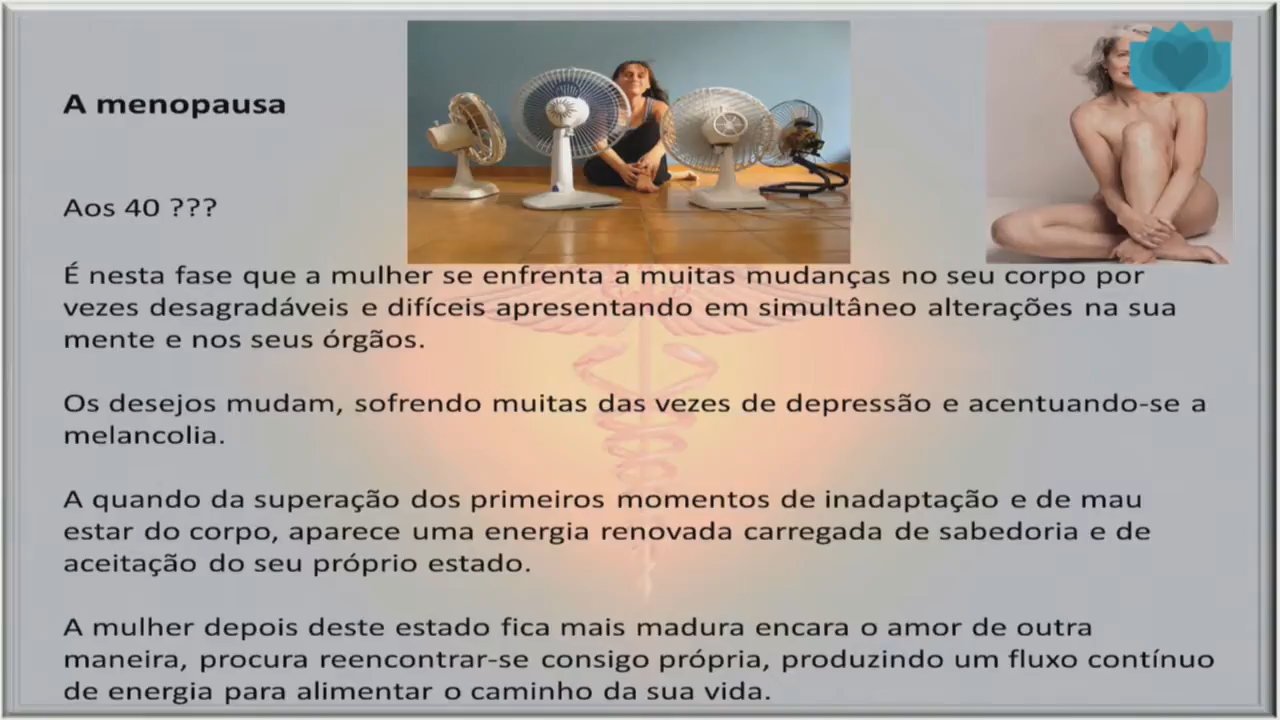 A menopausa
Aos 40 ???
É nesta fase que a mulher se enfrenta a muitas mudanças no seu corpo por
vezes desagradáveis e difíceis apresentando em simultâneo alterações na sua
mente e nos seus órgãos.
Os desejos mudam, sofrendo muitas das vezes de depressão e acentuando-se a
melancolia.
A quando da superação dos primeiros momentos de inadaptação e de mau
estar do corpo, aparece uma energia renovada carregada de sabedoria e de
aceitação do seu próprio estado.
A mulher depois deste estado fica mais madura encara o amor de outra
maneira, procura reencontrar-se consigo própria, produzindo um fluxo contínuo
de energia para alimentar o caminho da sua vida.